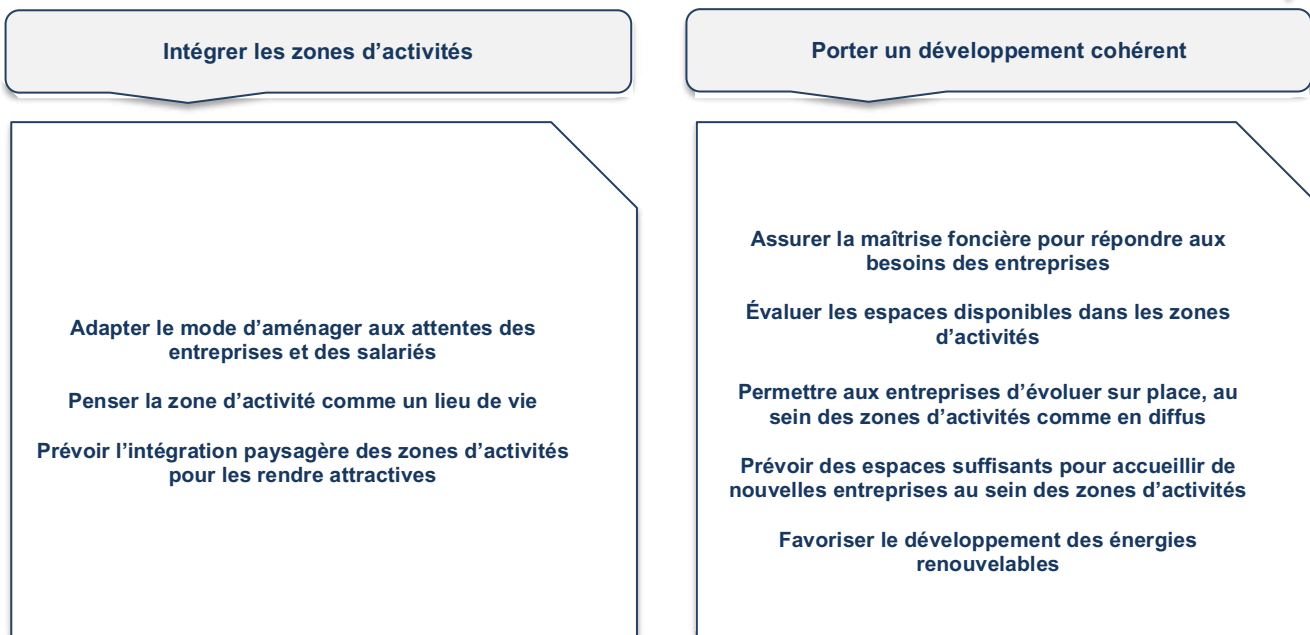 Intégrer les zones d’activités
Adapter le mode d’aménager aux attentes des
entreprises et des salariés
Penser la zone d’activité comme un lieu de vie
Prévoir l’intégration paysagère des zones d’activités
pour les rendre attractives
Porter un développement cohérent
Assurer la maîtrise foncière pour répondre aux
besoins des entreprises
Évaluer les espaces disponibles dans les zones
d’activités
Permettre aux entreprises d’évoluer sur place, au
sein des zones d’activités comme en diffus
Prévoir des espaces suffisants pour accueillir de
nouvelles entreprises au sein des zones d’activités
Favoriser le développement des énergies
renouvelables